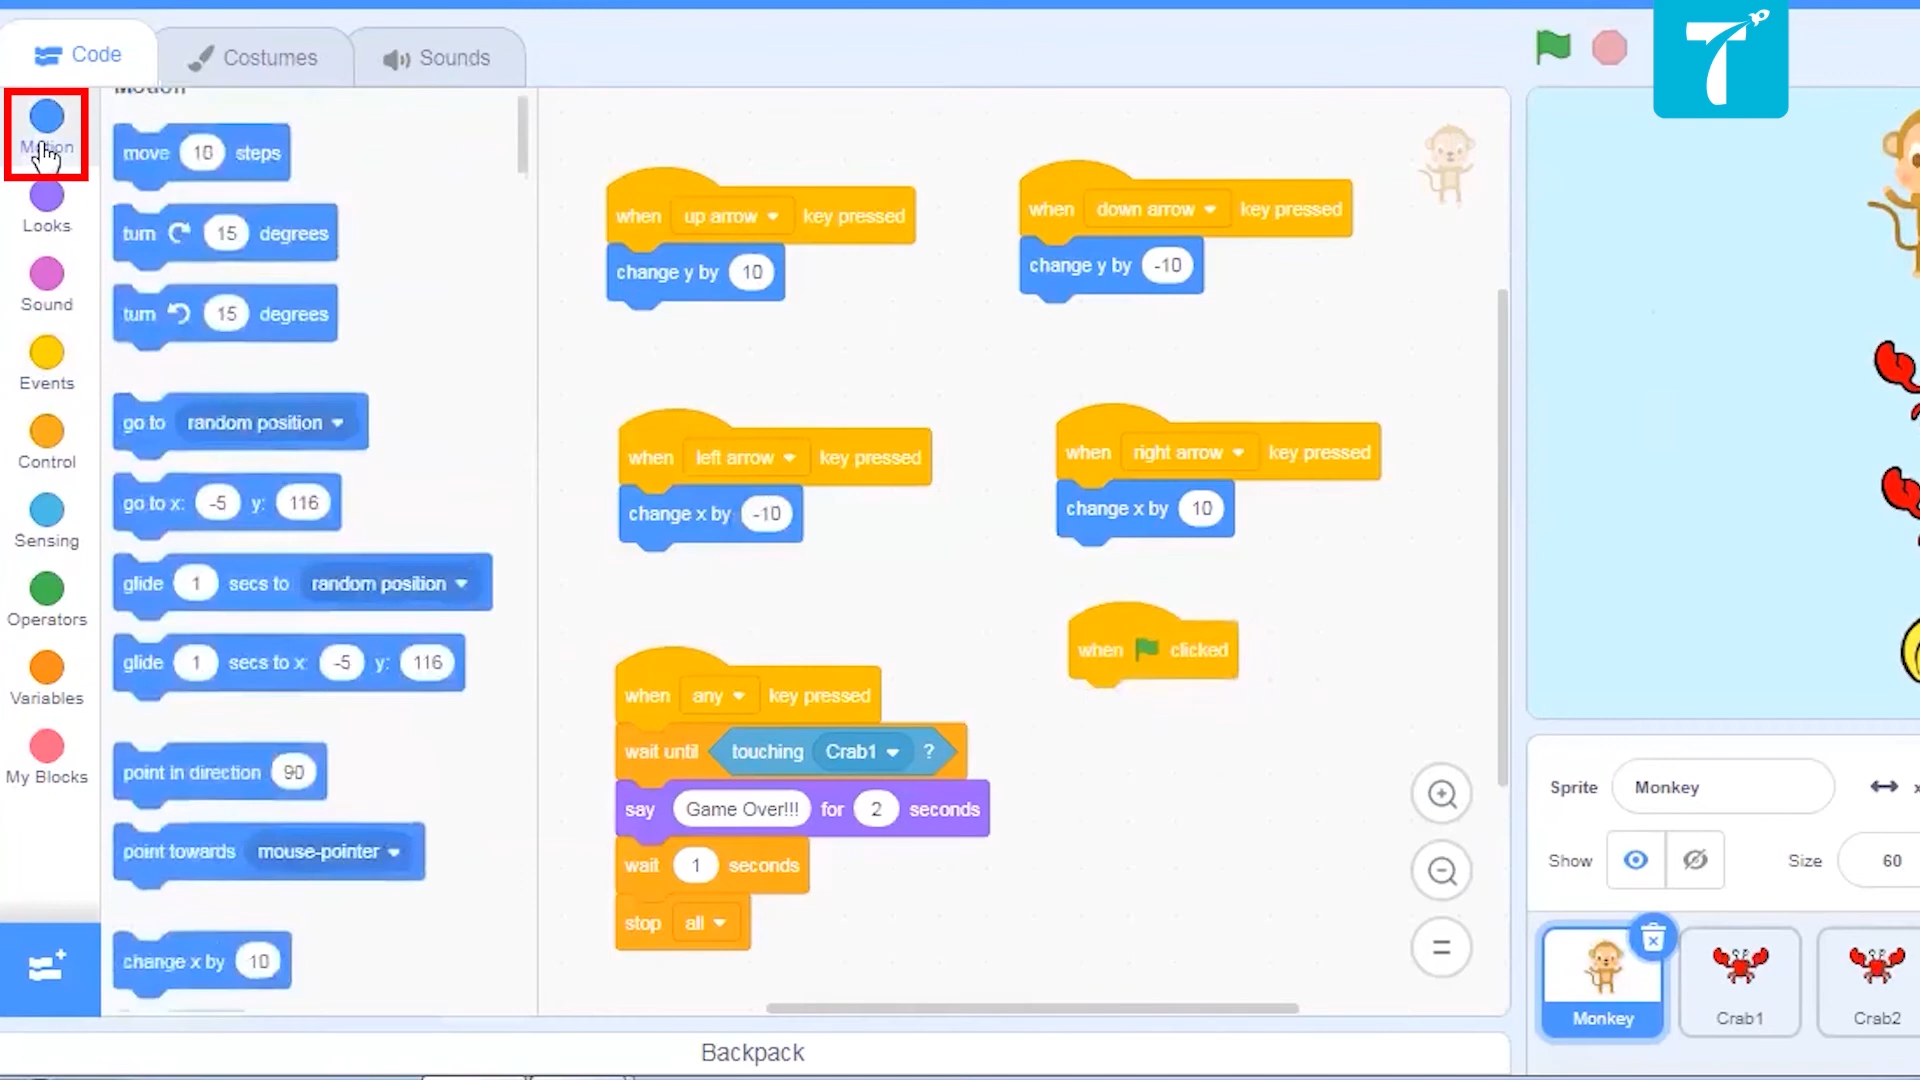 Code
Costumes
Sounds
Motion
Motion
Looks
Sound
Events
Control
Sensing
Operators
Variables
My Blocks
move 10 steps
turn 15 degrees
turn 15 degrees
go to random position
go to x: -5 y: 116
glide 1 secs to random position
glide 1 secs to x: -5 y: 116
point in direction 90
point towards mouse-pointer
change x by 10
when up arrow key pressed
change y by 10
when down arrow key pressed
change y by -10
when left arrow key pressed
change x by -10
when right arrow key pressed
change x by 10
when clicked
when any key pressed
wait until touching Crab1 ?
say Game Over!!! for 2 seconds
wait 1 seconds
stop all
Sprite Monkey x
Show Size 60
Monkey
Crab1
Crab2
Backpack